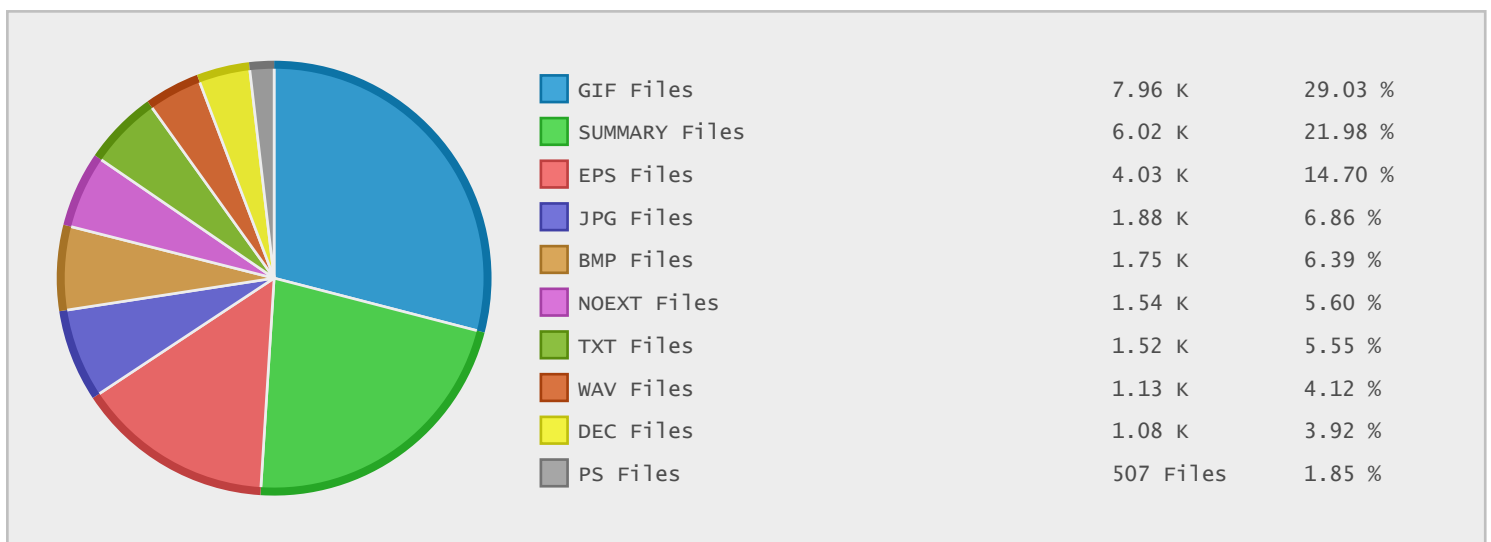 GIF Files 7.96 K 29.03 %
SUMMARY Files 6.02 K 21.98 %
EPS Files 4.03 K 14.70 %
JPG Files 1.88 K 6.86 %
BMP Files 1.75 K 6.39 %
NOEXT Files 1.54 K 5.60 %
TXT Files 1.52 K 5.55 %
WAV Files 1.13 K 4.12 %
DEC Files 1.08 K 3.92 %
PS Files 507 Files 1.85 %